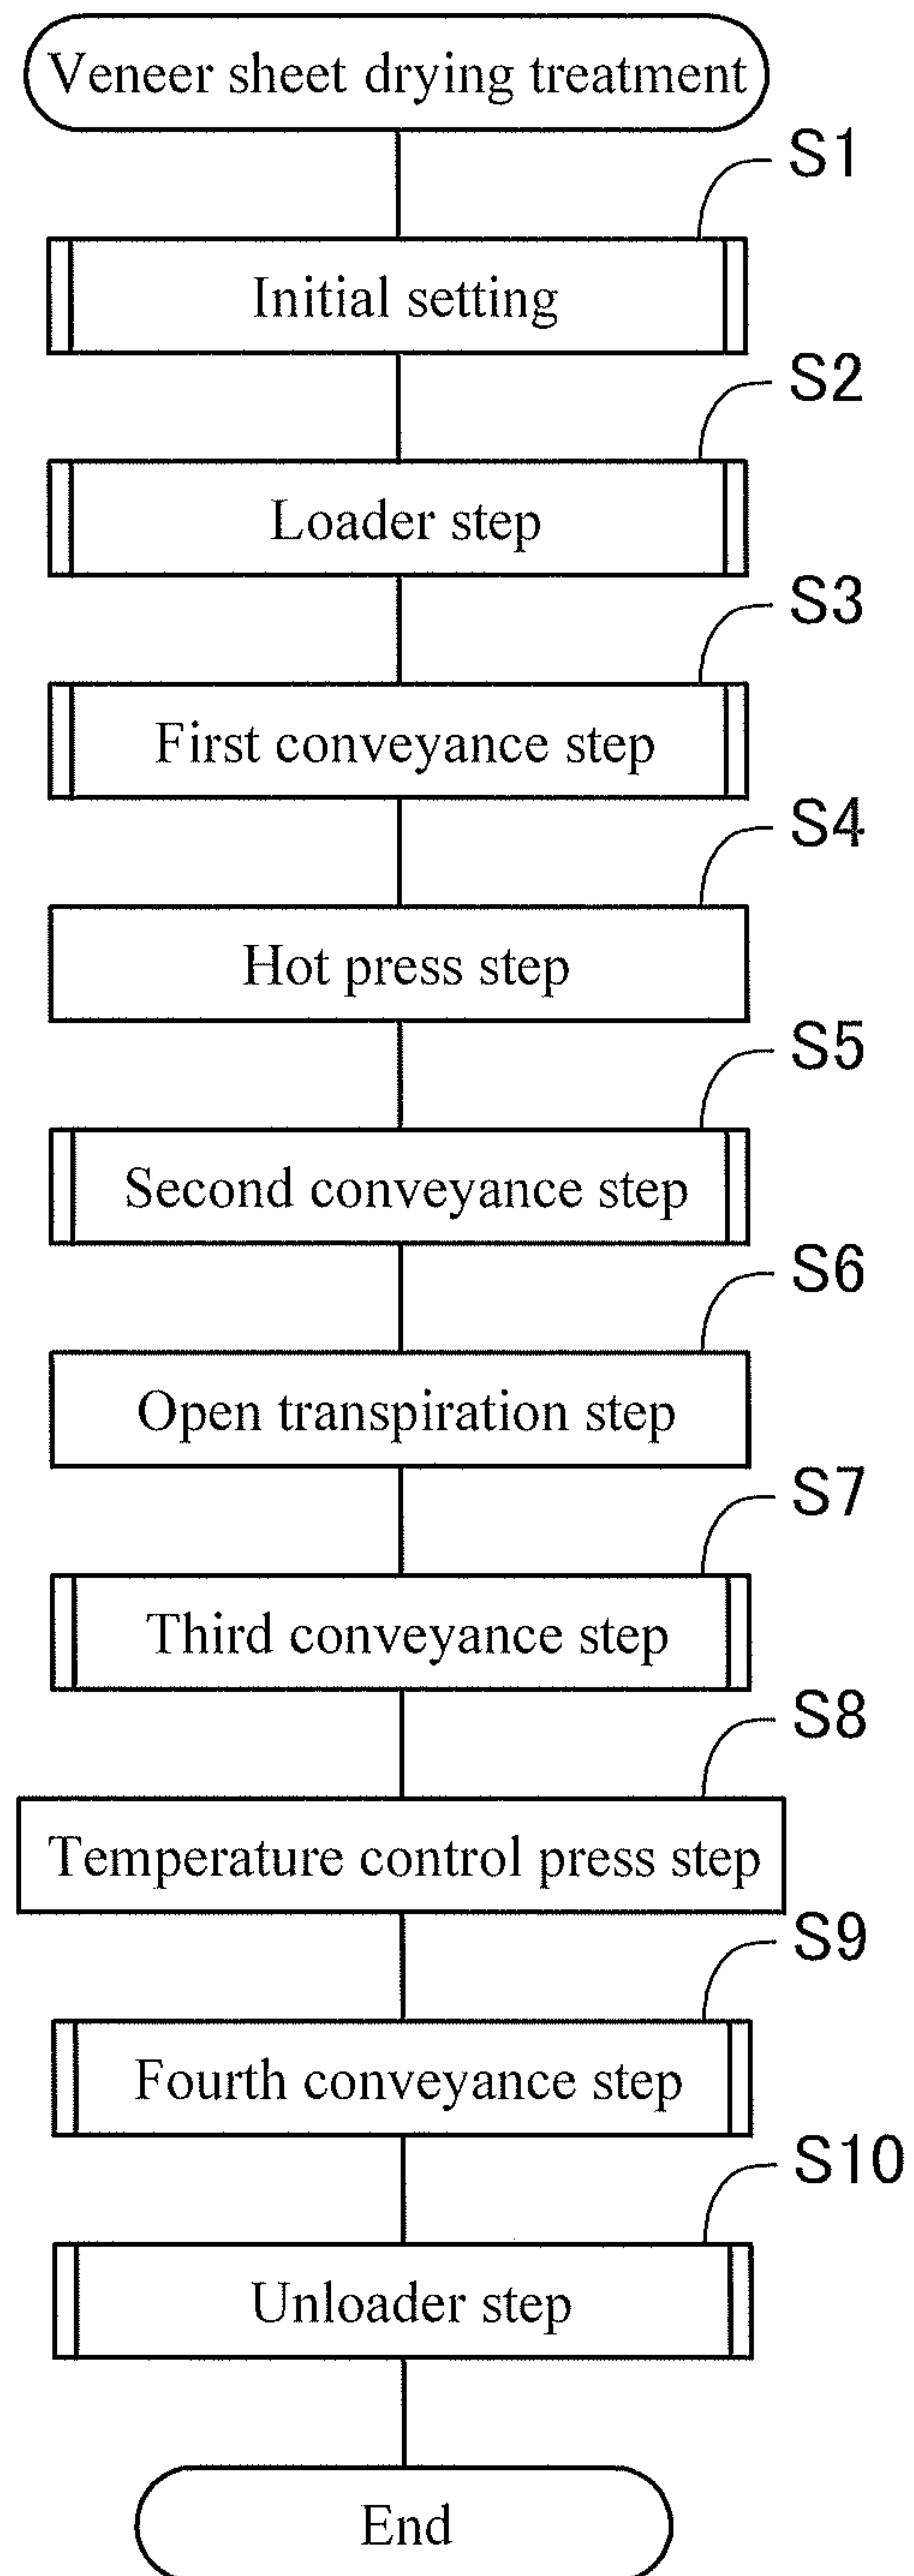 Veneer sheet drying treatment
S1
Initial setting
S2
Loader step
S3
First conveyance step
S4
Hot press step
S5
Second conveyance step
S6
Open transpiration step
S7
Third conveyance step
S8
Temperature control press step
S9
Fourth conveyance step
S10
Unloader step
End